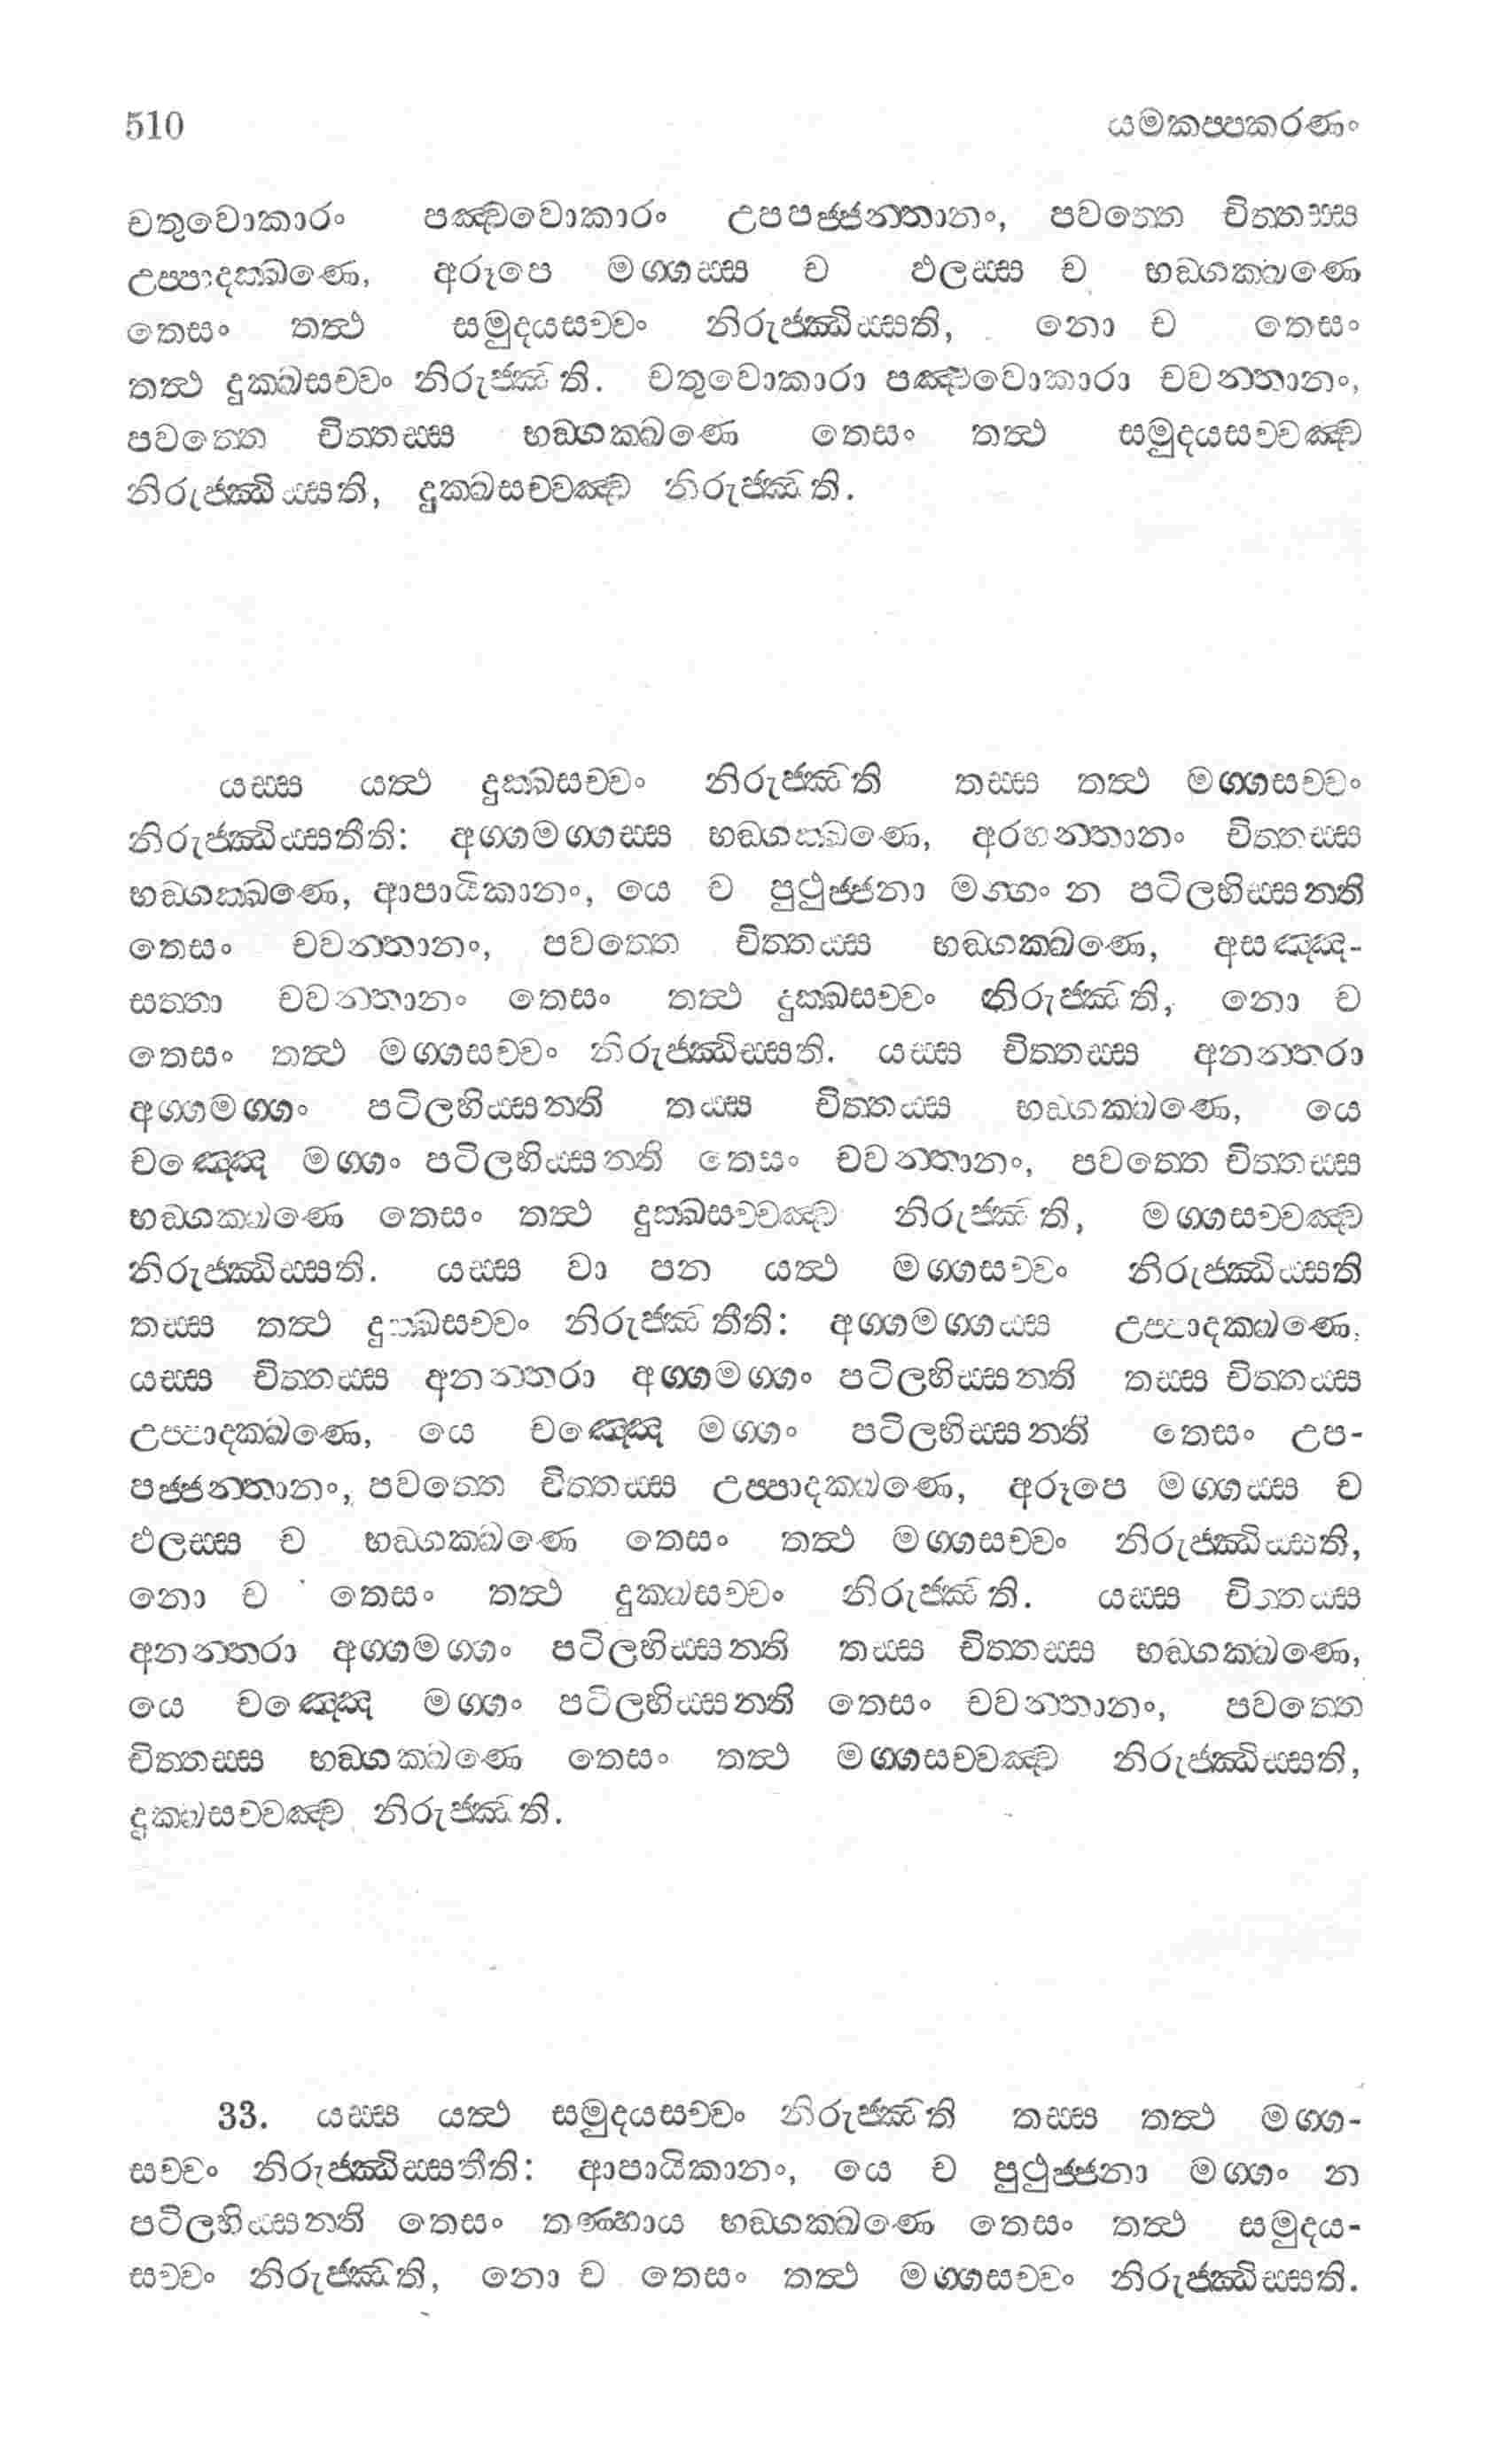 510 යමකප්පකරණං
චතුවොකාරං පඤ්චවොකාරං උපපජ්ජන්තානං, පවත්තෙ චිත්තස්ස
උප්පාදක්ඛණෙ, අරූපෙ මග්ගස්ස ච ඵලස්ස ච භඞ්ගක්ඛණෙ
තෙසං තත්ථ සමුදයසච්චං නිරුජ්ඣිස්සති, නො ච තෙසං
තත්ථ දුක්ඛසච්චං නිරුජ්ඣති. චතුවොකාරා පඤ්චවොකාරා චවන්තානං,
පවත්තෙ චිත්තස්ස භඞ්ගක්ඛණෙ තෙසං තත්ථ සමුදයසච්චඤ්ච
නිරුජ්ඣිස්සති, දුක්ඛසච්චඤ්ච නිරුජ්ඣති.
යස්ස යත්ථ දුක්ඛසච්චං නිරුජ්ඣති තස්ස තත්ථ මග්ගසච්චං
නිරුජ්ඣිස්සතීති: අග්ගමග්ගස්ස භඞ්ගක්ඛණෙ, අරහන්තානං චිත්තස්ස
භඞ්ගක්ඛණෙ, ආපායිකානං, යෙ ච පුථුජ්ජනා මග්ගං න පටිලභිස්සන්ති
තෙසං චවන්තානං, පවත්තෙ චිත්තස්ස භඞ්ගක්ඛණෙ, අසඤ්ඤ-
සත්තා චවන්තානං තෙසං තත්ථ දුක්ඛසච්චං නිරුජ්ඣති, නො ච
තෙසං තත්ථ මග්ගසච්චං නිරුජ්ඣිස්සති. යස්ස චිත්තස්ස අනන්තරා
අග්ගමග්ගං පටිලභිස්සන්ති තස්ස චිත්තස්ස භඞ්ගක්ඛණෙ, යෙ
චඤ්ඤෙ මග්ගං පටිලභිස්සන්ති තෙසං චවන්තානං, පවත්තෙ චිත්තස්ස
භඞ්ගක්ඛණෙ තෙසං තත්ථ දුක්ඛසච්චඤ්ච නිරුජ්ඣති, මග්ගසච්චඤ්ච
නිරුජ්ඣිස්සති. යස්ස වා පන යත්ථ මග්ගසච්චං නිරුජ්ඣිස්සති
තස්ස තත්ථ දුක්ඛසච්චං නිරුජ්ඣතීති: අග්ගමග්ගස්ස උප්පාදක්ඛණෙ,
යස්ස චිත්තස්ස අනන්තරා අග්ගමග්ගං පටිලභිස්සන්ති තස්ස චිත්තස්ස
උප්පාදක්ඛණෙ, යෙ චඤ්ඤෙ මග්ගං පටිලභිස්සන්ති තෙසං උප-
පජ්ජන්තානං, පවත්තෙ චිත්තස්ස උප්පාදක්ඛණෙ, අරූපෙ මග්ගස්ස ච
ඵලස්ස ච භඞ්ගක්ඛණෙ තෙසං තත්ථ මග්ගසච්චං නිරුජ්ඣිස්සති,
නො ච තෙසං තත්ථ දුක්ඛසච්චං නිරුජ්ඣති. යස්ස චිත්තස්ස
අනන්තරා අග්ගමග්ගං පටිලභිස්සන්ති තස්ස චිත්තස්ස භඞ්ගක්ඛණෙ,
යෙ චඤ්ඤෙ මග්ගං පටිලභිස්සන්ති තෙසං චවන්තානං, පවත්තෙ
චිත්තස්ස භඞ්ගක්ඛණෙ තෙසං තත්ථ මග්ගසච්චඤ්ච නිරුජ්ඣිස්සති,
දුක්ඛසච්චඤ්ච නිරුජ්ඣති.
33. යස්ස යත්ථ සමුදයසච්චං නිරුජ්ඣති තස්ස තත්ථ මග්ග-
සච්චං නිරුජ්ඣිස්සතීති: ආපායිකානං, යෙ ච පුථුජ්ජනා මග්ගං න
පටිලභිස්සන්ති තෙසං තණ්හාය භඞ්ගක්ඛණෙ තෙසං තත්ථ සමුදය-
සච්චං නිරුජ්ඣති, නො ච තෙසං තත්ථ මග්ගසච්චං නිරුජ්ඣිස්සති.